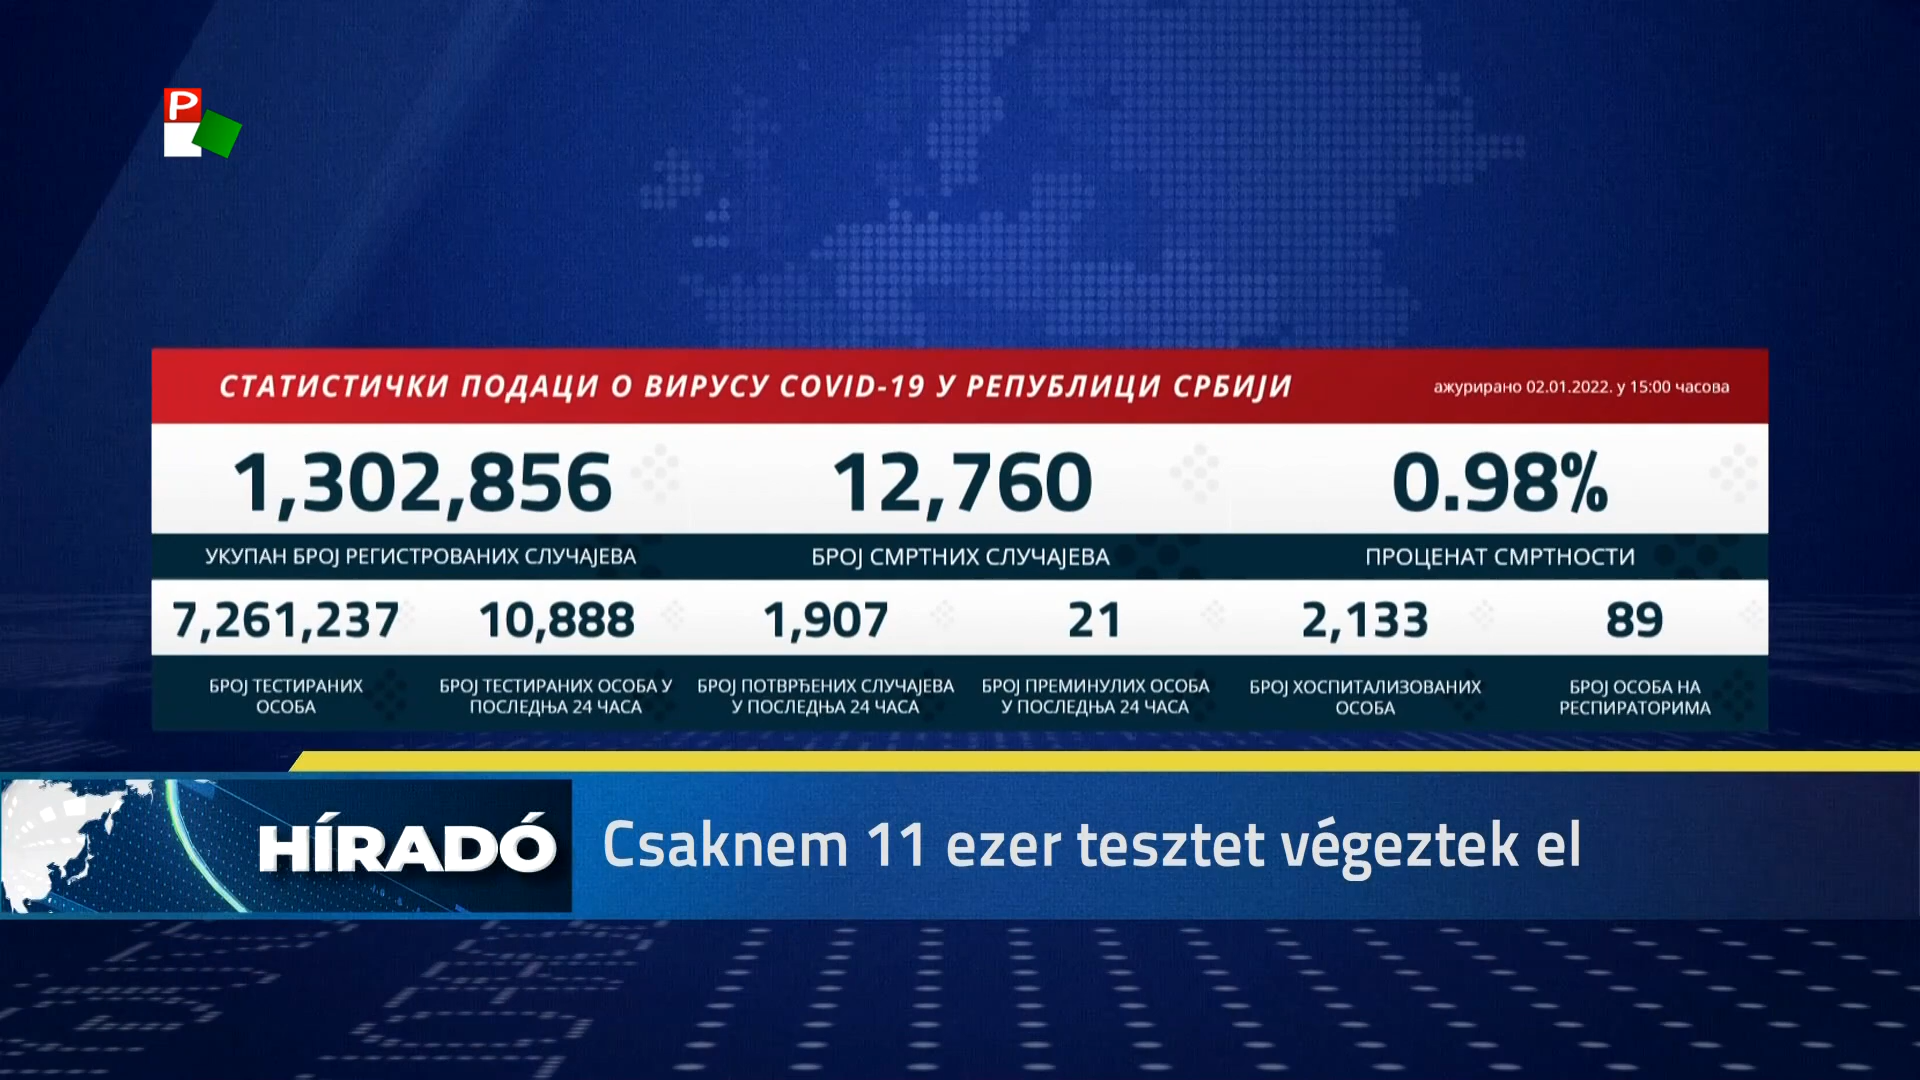 P
СТАТИСТИЧКИ ПОДАЦИ О ВИРУСУ COVID-19 У РЕПУБЛИЦИ СРБИЈИ
ажурирано 02.01.2022. у 15:00 часова
1,302,856 12,760 0.98%
УКУПАН БРОЈ РЕГИСТРОВАНИХ СЛУЧАЈЕВА БРОЈ СМРТНИХ СЛУЧАЈЕВА ПРОЦЕНАТ СМРТНОСТИ
7,261,237 10,888 1,907 21 2,133 89
БРОЈ ТЕСТИРАНИХ
ОСОБА
БРОЈ ТЕСТИРАНИХ ОСОБА У
ПОСЛЕДЊА 24 ЧАСА
БРОЈ ПОТВРЂЕНИХ СЛУЧАЈЕВА
У ПОСЛЕДЊА 24 ЧАСА
БРОЈ ПРЕМИНУЛИХ ОСОБА
У ПОСЛЕДЊА 24 ЧАСА
БРОЈ ХОСПИТАЛИЗОВАНИХ
ОСОБА
БРОЈ ОСОБА НА
РЕСПИРАТОРИМА
HÍRADÓ
Csaknem 11 ezer tesztet végeztek el